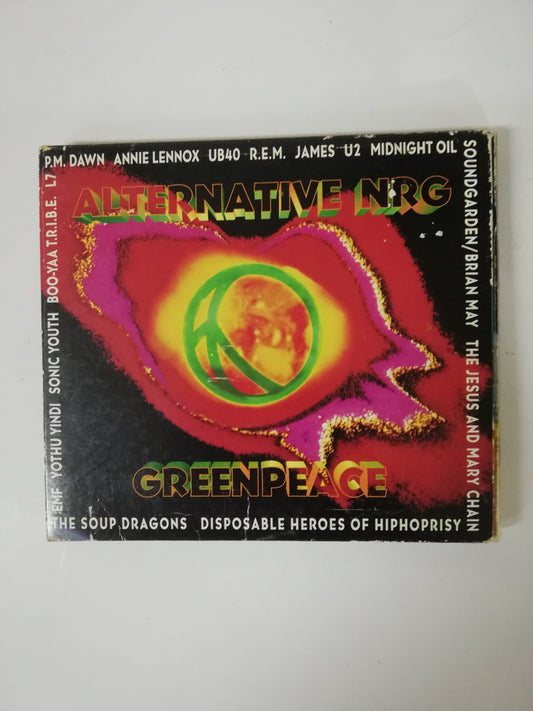 P.M. DAWN ANNIE LENNOX UB40 R.E.M. JAMES U2 MIDNIGHT OIL
SOUNDGARDEN/BRIAN MAY THE JESUS AND MARY CHAIN
ALTERNATIVE NRG
GREENPEACE
THE SOUP DRAGONS DISPOSABLE HEROES OF HIPHOPRISY
EMF YOTHU YINDI SONIC YOUTH BOO-YAA T.R.I.B.E. L7